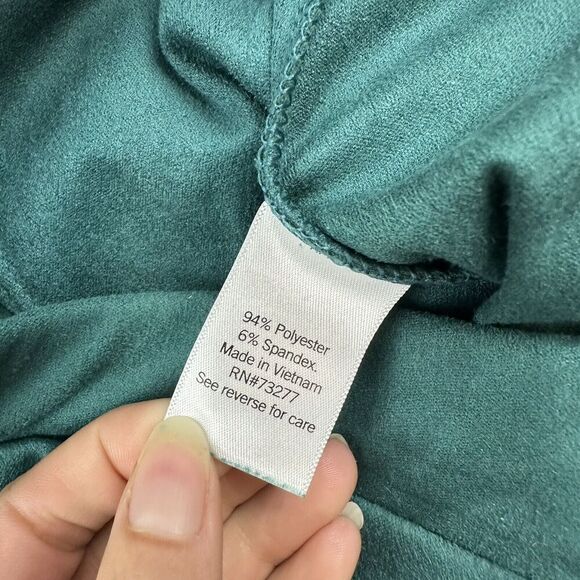 94% Polyester
6% Spandex.
Made in Vietnam
RN#73277
See reverse for care